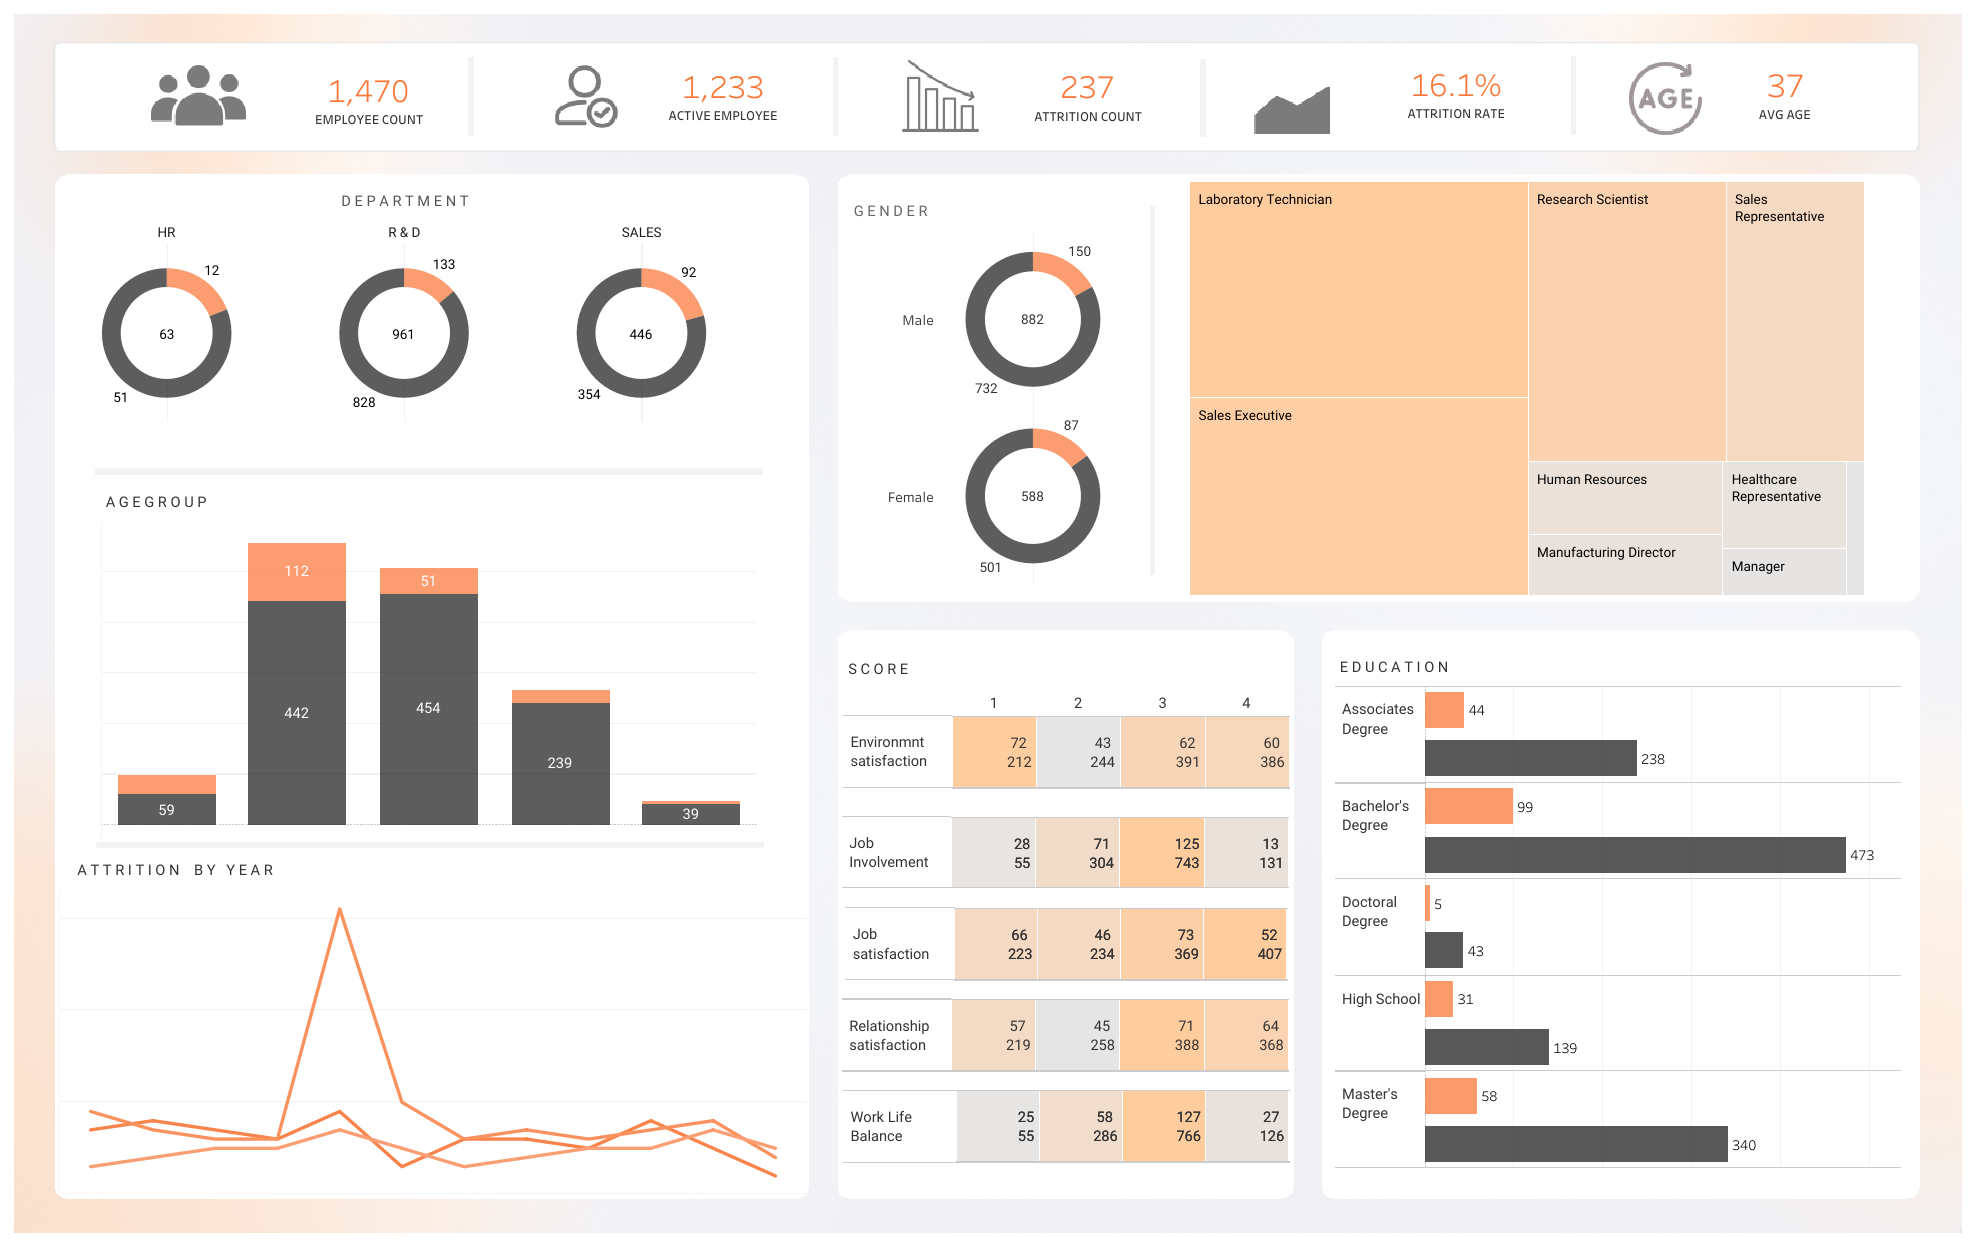 1,470
EMPLOYEE COUNT
1,233
ACTIVE EMPLOYEE
237
ATTRITION COUNT
16.1%
ATTRITION RATE
AGE
37
AVG AGE
DEPARTMENT
HR
R & D
SALES
12
63
51
133
961
828
92
446
354
AGEGROUP
59
112
442
51
454
239
39
ATTRITION BY YEAR
GENDER
Male
150
882
732
Female
87
588
501
Laboratory Technician
Sales Executive
Research Scientist
Sales
Representative
Human Resources
Manufacturing Director
Healthcare
Representative
Manager
SCORE
1 2 3 4
Environmnt
satisfaction
72 43 62 60
212 244 391 386
Job
Involvement
28 71 125 13
55 304 743 131
Job
satisfaction
66 46 73 52
223 234 369 407
Relationship
satisfaction
57 45 71 64
219 258 388 368
Work Life
Balance
25 58 127 27
55 286 766 126
EDUCATION
Associates
Degree
44
238
Bachelor's
Degree
99
473
Doctoral
Degree
5
43
High School
31
139
Master's
Degree
58
340